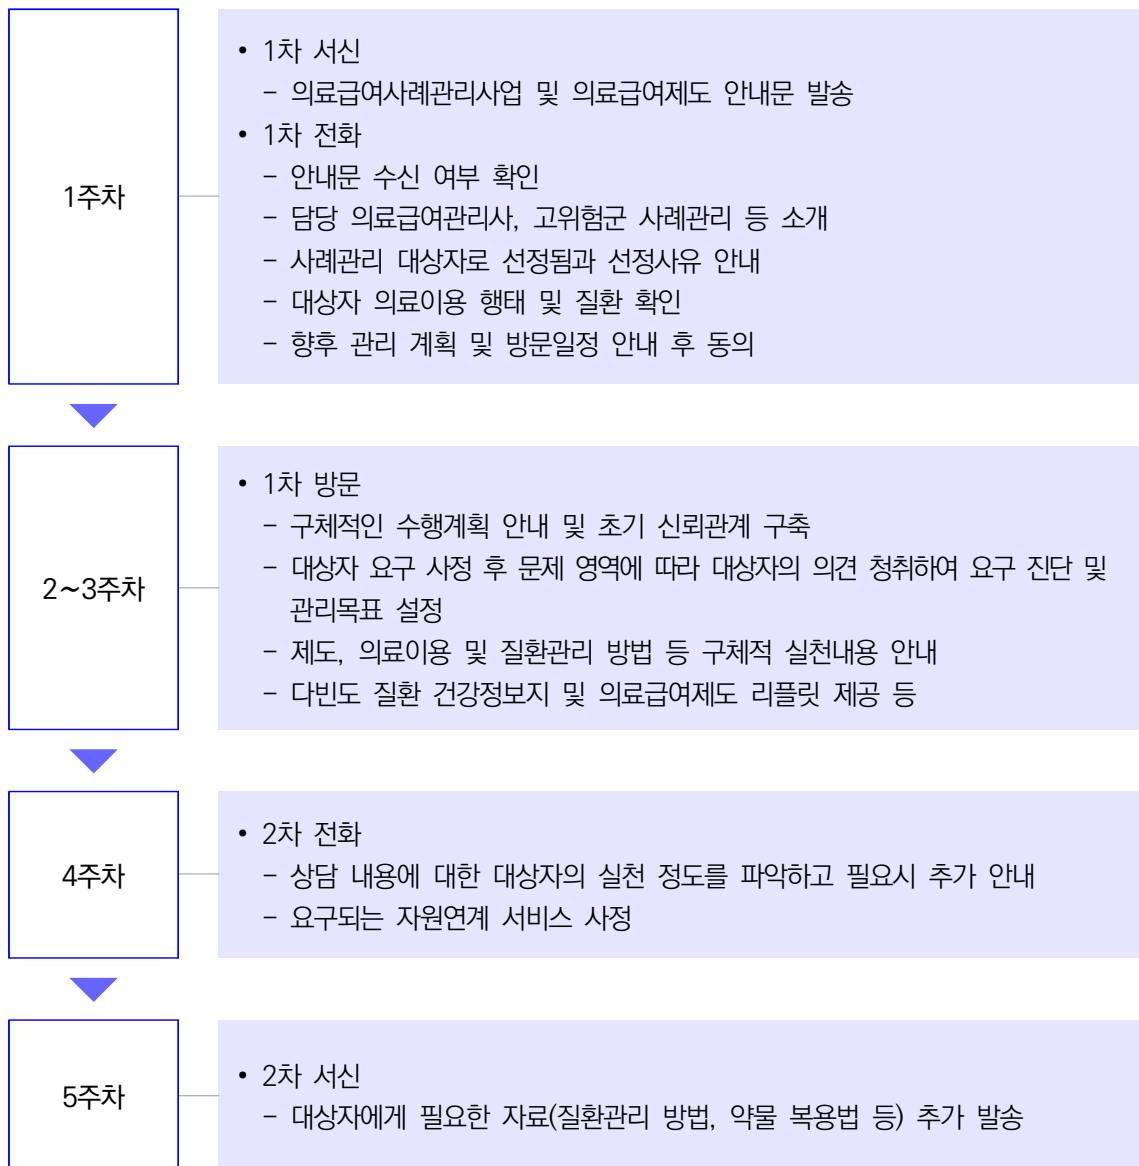 1주차
• 1차 서신
– 의료급여사례관리사업 및 의료급여제도 안내문 발송
• 1차 전화
– 안내문 수신 여부 확인
– 담당 의료급여관리사, 고위험군 사례관리 등 소개
– 사례관리 대상자로 선정됨과 선정사유 안내
– 대상자 의료이용 행태 및 질환 확인
– 향후 관리 계획 및 방문일정 안내 후 동의
2~3주차
• 1차 방문
– 구체적인 수행계획 안내 및 초기 신뢰관계 구축
– 대상자 요구 사정 후 문제 영역에 따라 대상자의 의견 청취하여 요구 진단 및
관리목표 설정
– 제도, 의료이용 및 질환관리 방법 등 구체적 실천내용 안내
– 다빈도 질환 건강정보지 및 의료급여제도 리플릿 제공 등
4주차
• 2차 전화
– 상담 내용에 대한 대상자의 실천 정도를 파악하고 필요시 추가 안내
– 요구되는 자원연계 서비스 사정
5주차
• 2차 서신
– 대상자에게 필요한 자료(질환관리 방법, 약물 복용법 등) 추가 발송